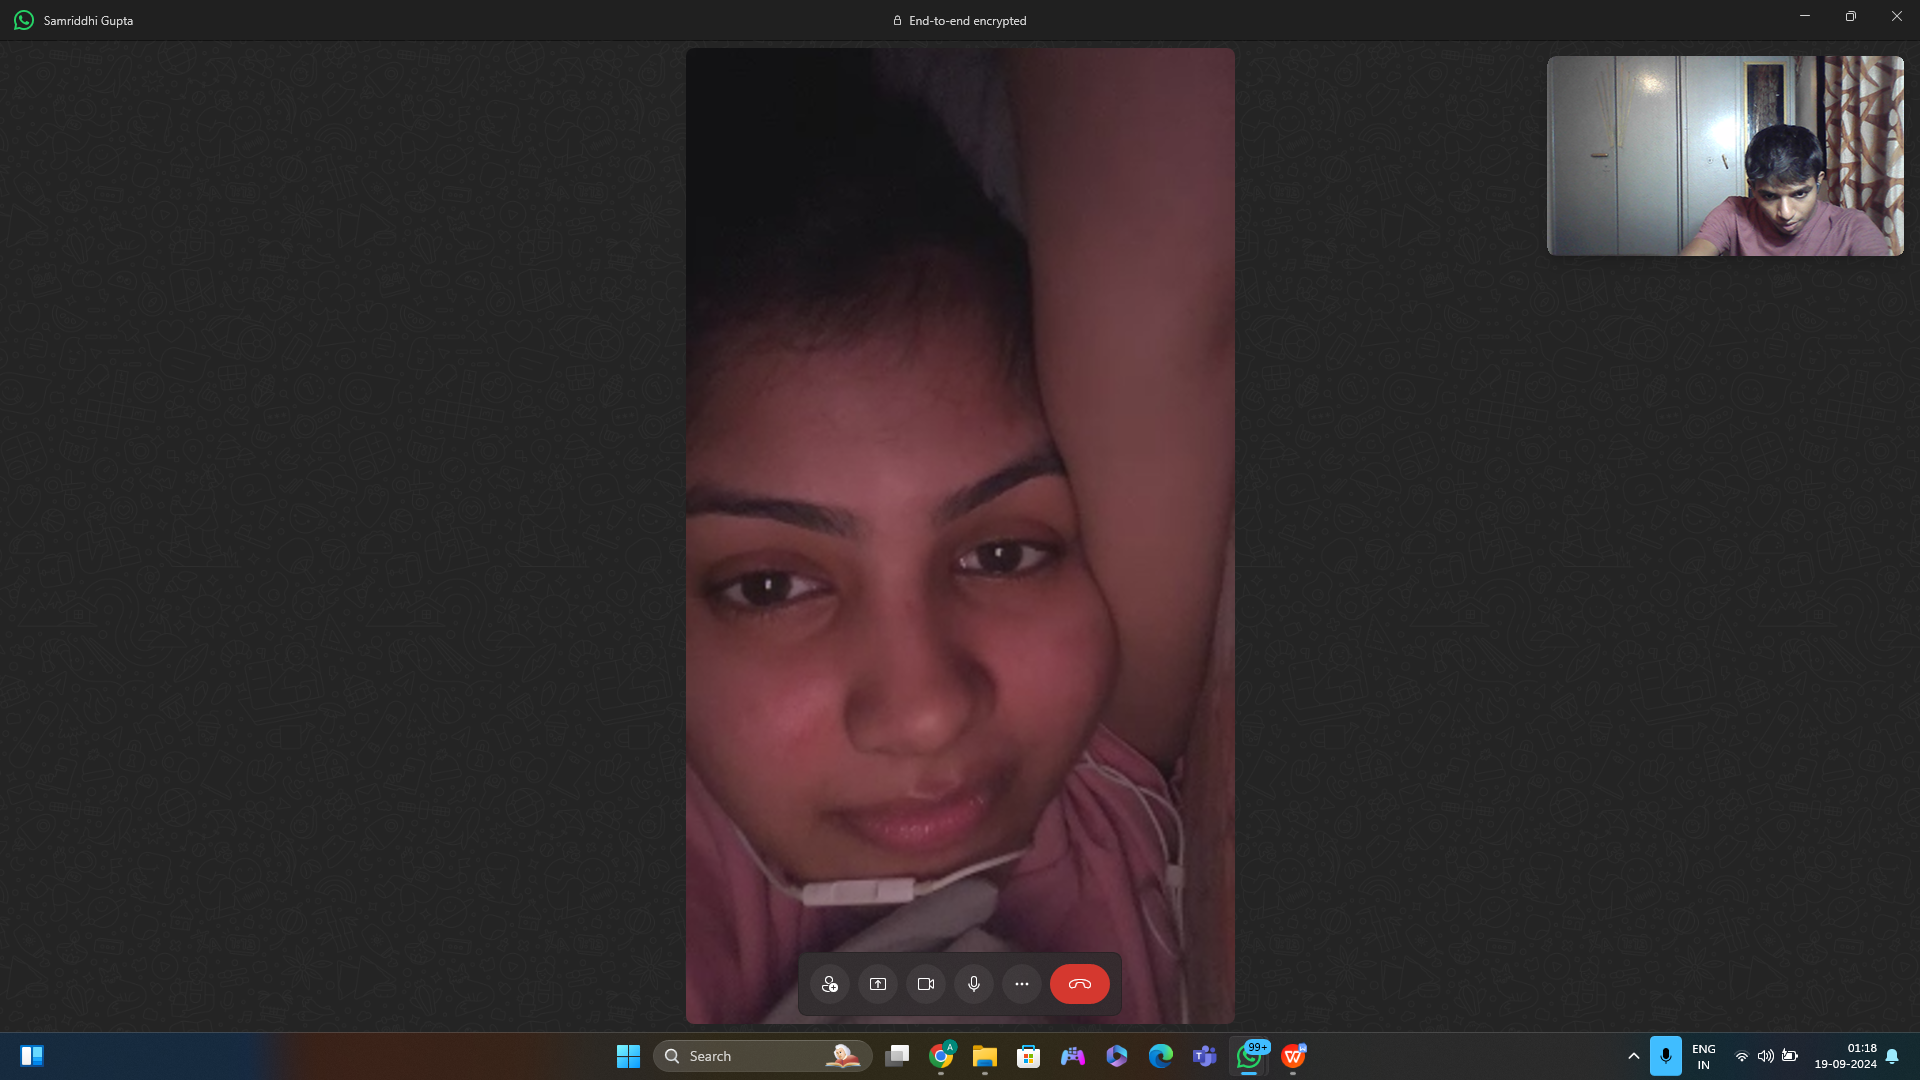 Samriddhi Gupta
End-to-end encrypted
Search
A
99+
W
ENG
IN
01:18
19-09-2024